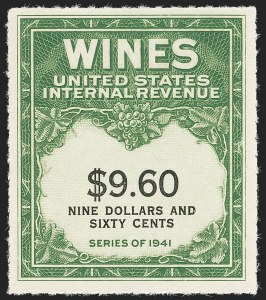 WINES
UNITED STATES
INTERNAL REVENUE
$9.60
NINE DOLLARS AND
SIXTY CENTS
SERIES OF 1941